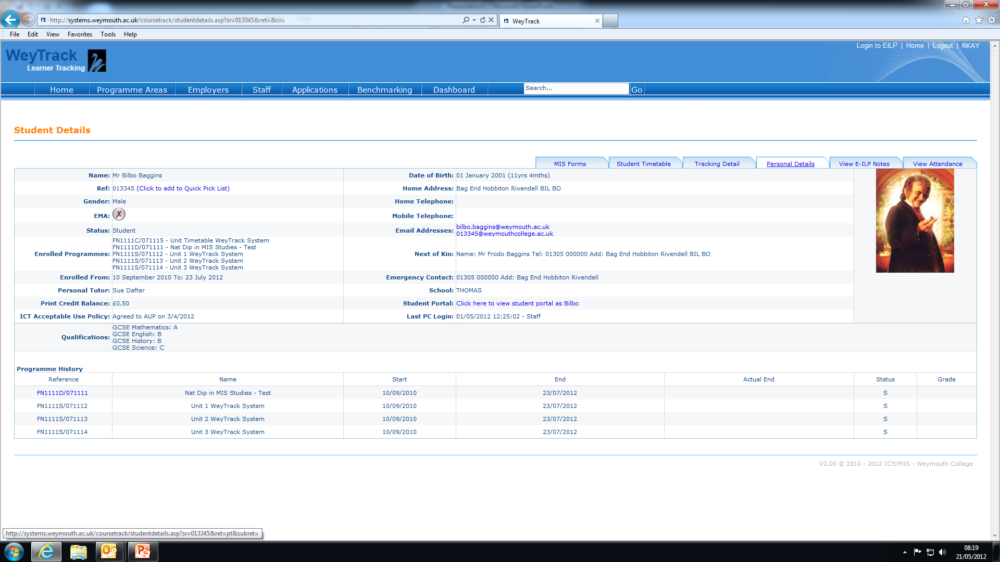 http://systems.weymouth.ac.uk/coursetrack/studentdetails.asp?sr=013345&ret=&cr=
WeyTrack
File Edit View Favorites Tools Help
Login to EILP | Home | Logout | RKAY
WeyTrack
Learner Tracking
Home Programme Areas Employers Staff Applications Benchmarking Dashboard Search... Go
Student Details
MIS Forms Student Timetable Tracking Detail Personal Details View E-ILP Notes View Attendance
Name: Mr Bilbo Baggins Date of Birth: 01 January 2001 (11yrs 4mths)
Ref: 013345 (Click to add to Quick Pick List) Home Address: Bag End Hobbiton Rivendell BIL BO
Gender: Male Home Telephone:
EMA: X Mobile Telephone:
Status: Student Email Addresses: bilbo.baggins@weymouth.ac.uk
013345@weymouthcollege.ac.uk
Enrolled Programmes: FN1111C/071115 - Unit Timetable WeyTrack System
FN1111D/071111 - Nat Dip in MIS Studies - Test
FN1111S/071112 - Unit 1 WeyTrack System
FN1111S/071113 - Unit 2 WeyTrack System
FN1111S/071114 - Unit 3 WeyTrack System
Next of Kin: Name: Mr Frodo Baggins Tel: 01305 000000 Add: Bag End Hobbiton Rivendell BIL BO
Enrolled From: 10 September 2010 To: 23 July 2012 Emergency Contact: 01305 000000 Add: Bag End Hobbiton Rivendell
Personal Tutor: Sue Dafter School: THOMAS
Print Credit Balance: £0.50 Student Portal: Click here to view student portal as Bilbo
ICT Acceptable Use Policy: Agreed to AUP on 3/4/2012 Last PC Login: 01/05/2012 12:25:02 - Staff
Qualifications: GCSE Mathematics: A
GCSE English: B
GCSE History: B
GCSE Science: C
Programme History
Reference Name Start End Actual End Status Grade
FN1111D/071111 Nat Dip in MIS Studies - Test 10/09/2010 23/07/2012 S
FN1111S/071112 Unit 1 WeyTrack System 10/09/2010 23/07/2012 S
FN1111S/071113 Unit 2 WeyTrack System 10/09/2010 23/07/2012 S
FN1111S/071114 Unit 3 WeyTrack System 10/09/2010 23/07/2012 S
V2.00 © 2010 - 2012 ICS/MIS - Weymouth College
http://systems.weymouth.ac.uk/coursetrack/studentdetails.asp?sr=013345&ret=pt&subret=
08:19
21/05/2012